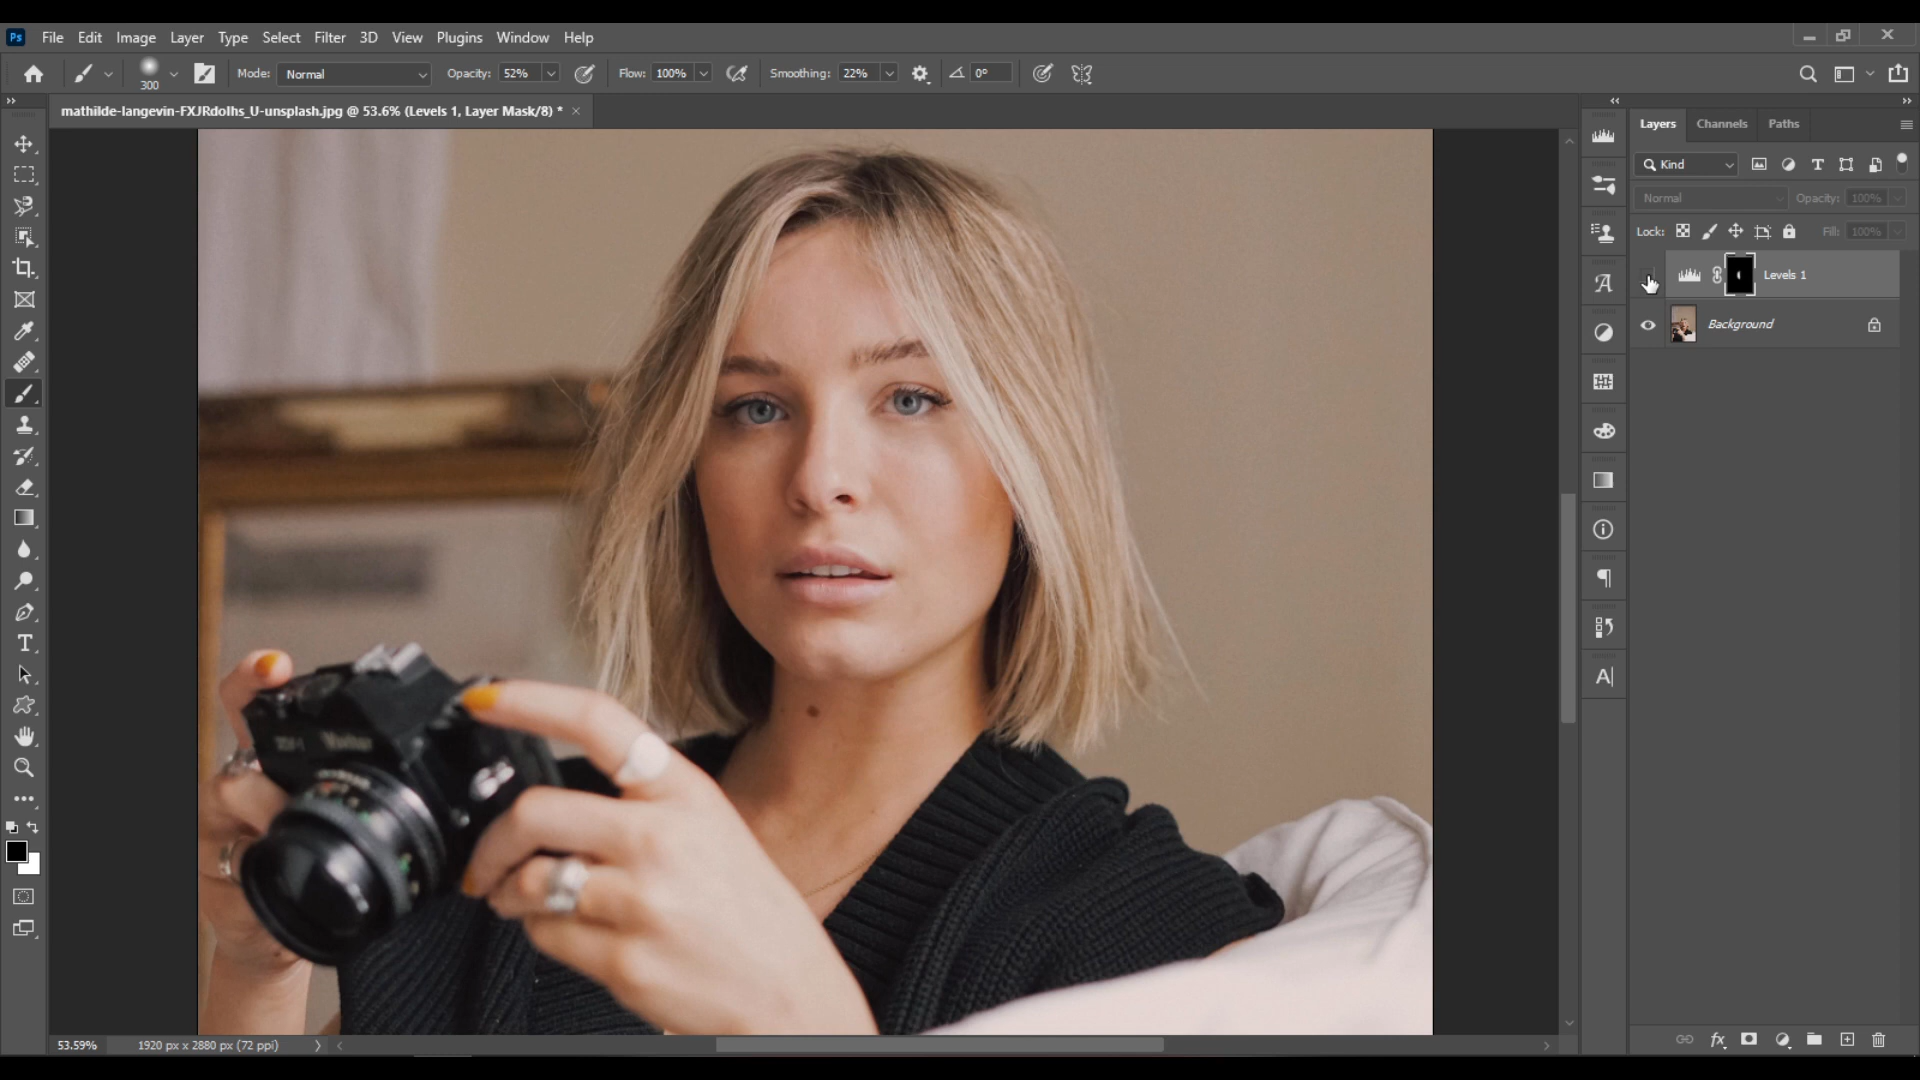 Ps File Edit Image Layer Type Select Filter 3D View Plugins Window Help
300 Mode: Normal Opacity: 52% Flow: 100% Smoothing: 22% 0°
mathilde-langevin-FXJRdoIhs_U-unsplash.jpg @ 53.6% (Levels 1, Layer Mask/8) * ×
Layers Channels Paths
Kind
Normal Opacity: 100%
Lock: Fill: 100%
Levels 1
Background
53.59% 1920 px x 2880 px (72 ppi)